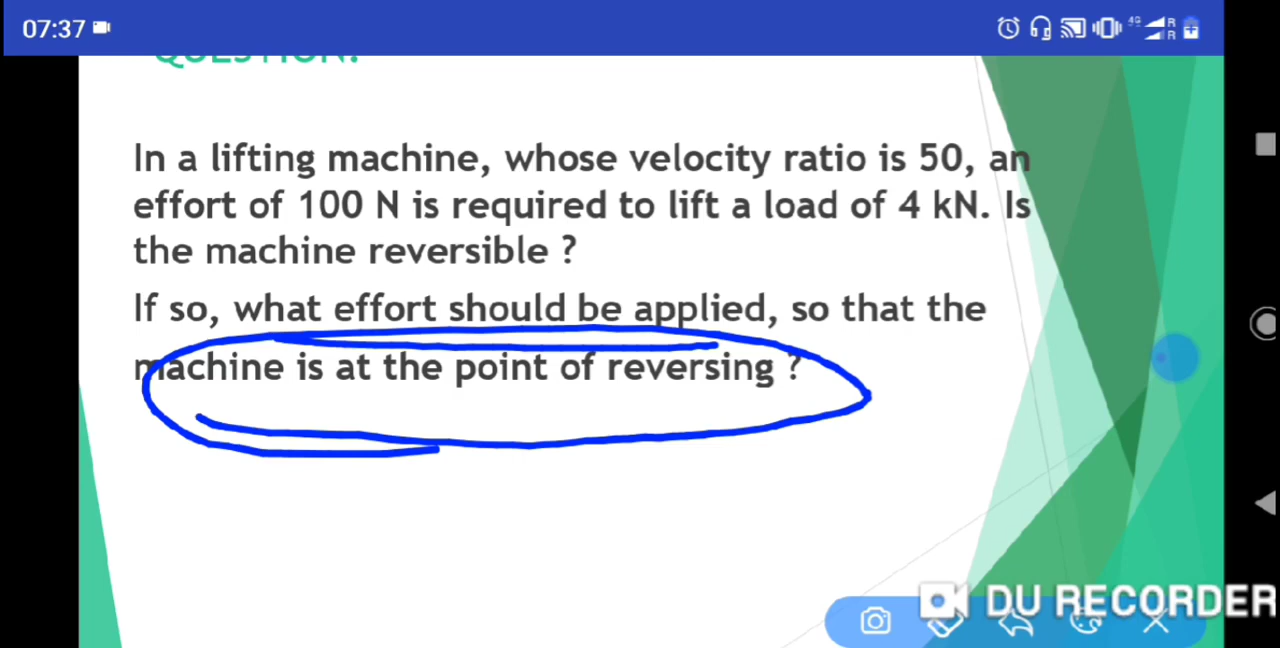 07:37
4G R
R
QUESTION:
In a lifting machine, whose velocity ratio is 50, an
effort of 100 N is required to lift a load of 4 kN. Is
the machine reversible ?
If so, what effort should be applied, so that the
machine is at the point of reversing ?
DU RECORDER